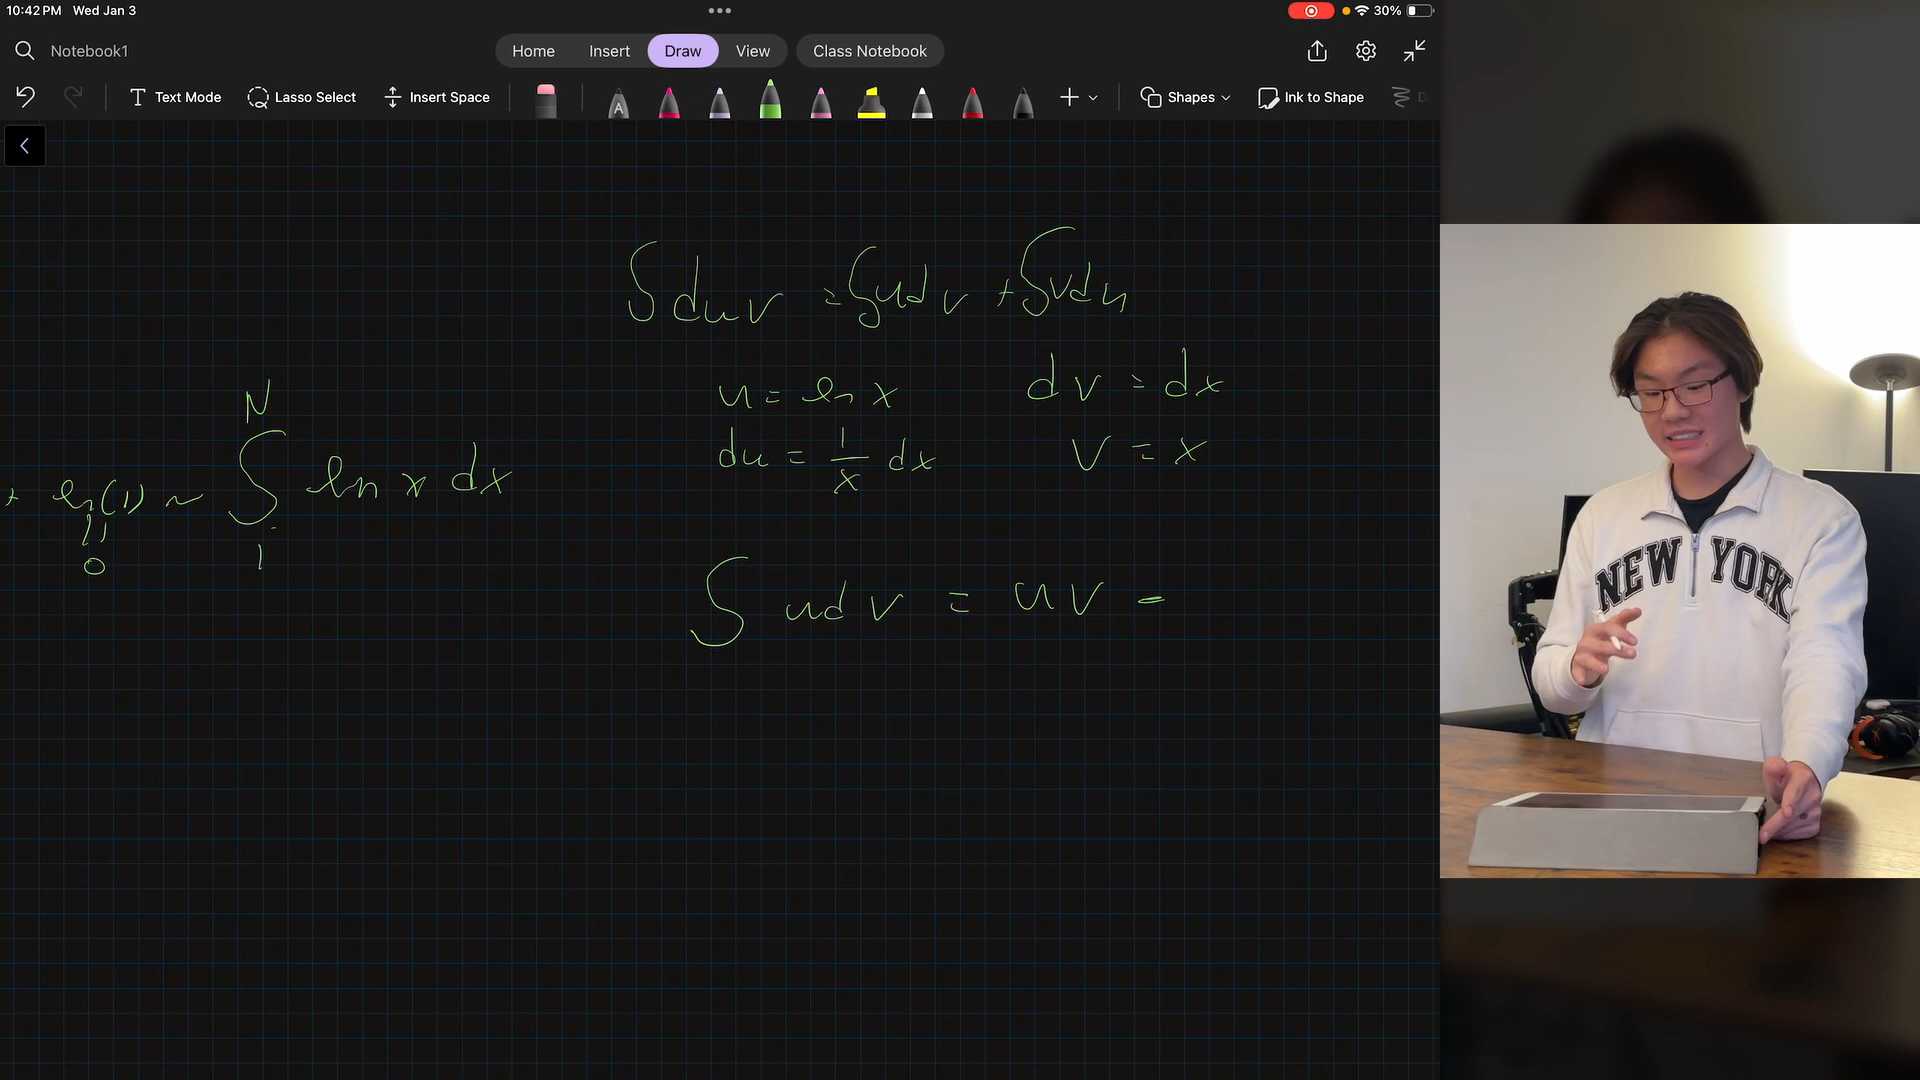 10:42 PM Wed Jan 3
30%
Notebook1
Home Insert Draw View Class Notebook
Text Mode Lasso Select Insert Space
A
Shapes Ink to Shape D
∫ duv = ∫udv + ∫vdu
u = ln x dv = dx
du = 1/x dx v = x
N
+ ln(1) ~ ∫ ln x dx
||
0 1
∫ udv = uv -
NEW YORK